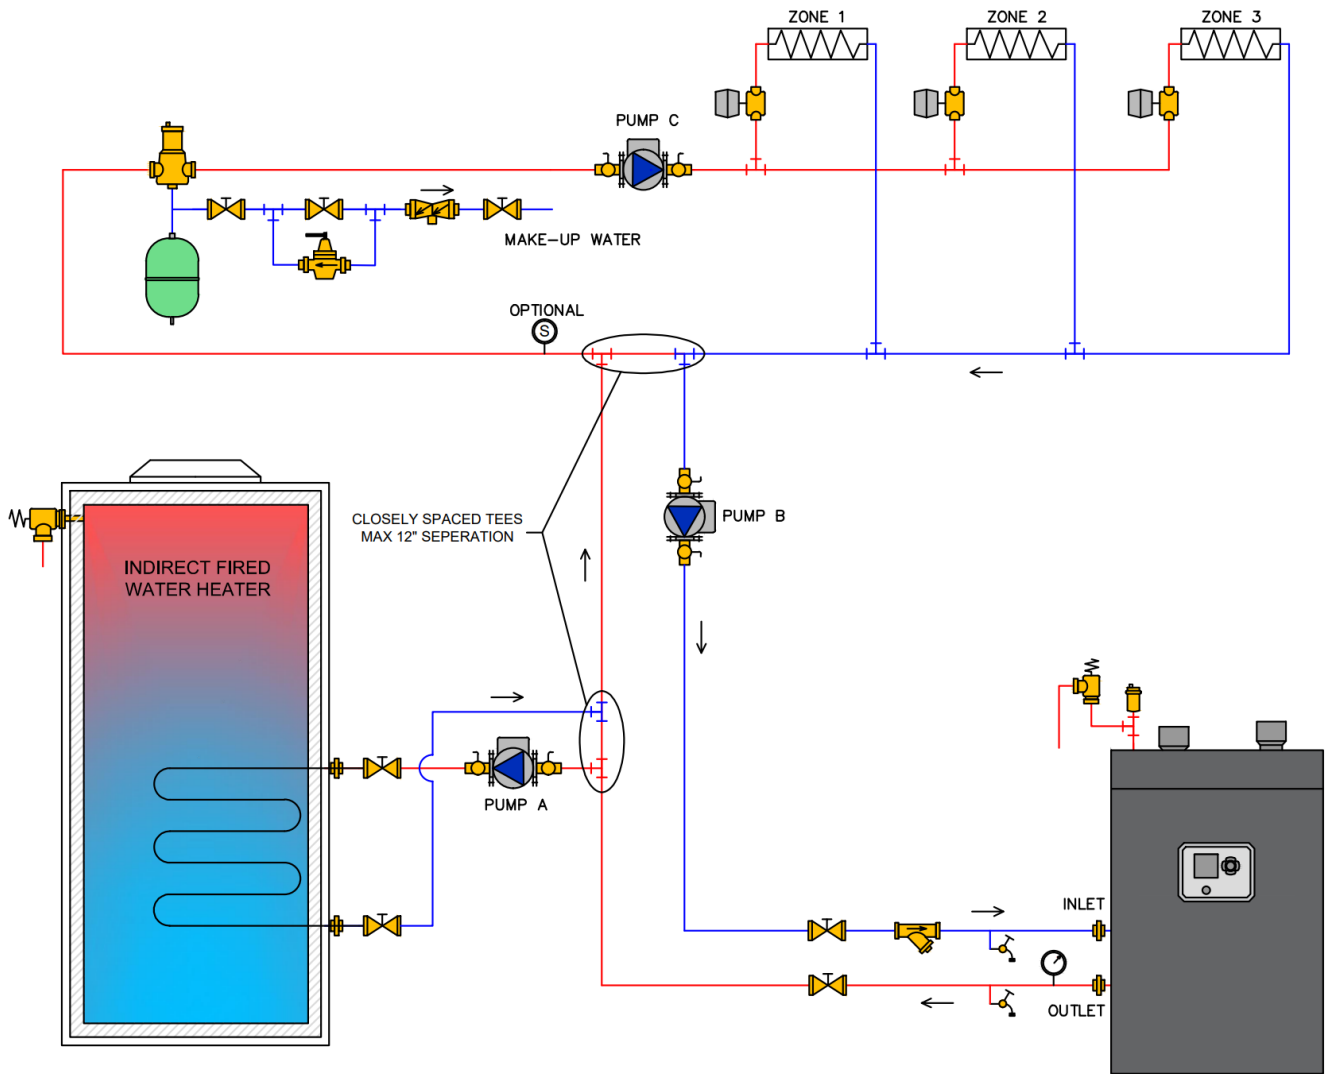 ZONE 1
ZONE 2
ZONE 3
PUMP C
MAKE-UP WATER
OPTIONAL
S
CLOSELY SPACED TEES
MAX 12" SEPERATION
PUMP B
INDIRECT FIRED
WATER HEATER
PUMP A
INLET
OUTLET